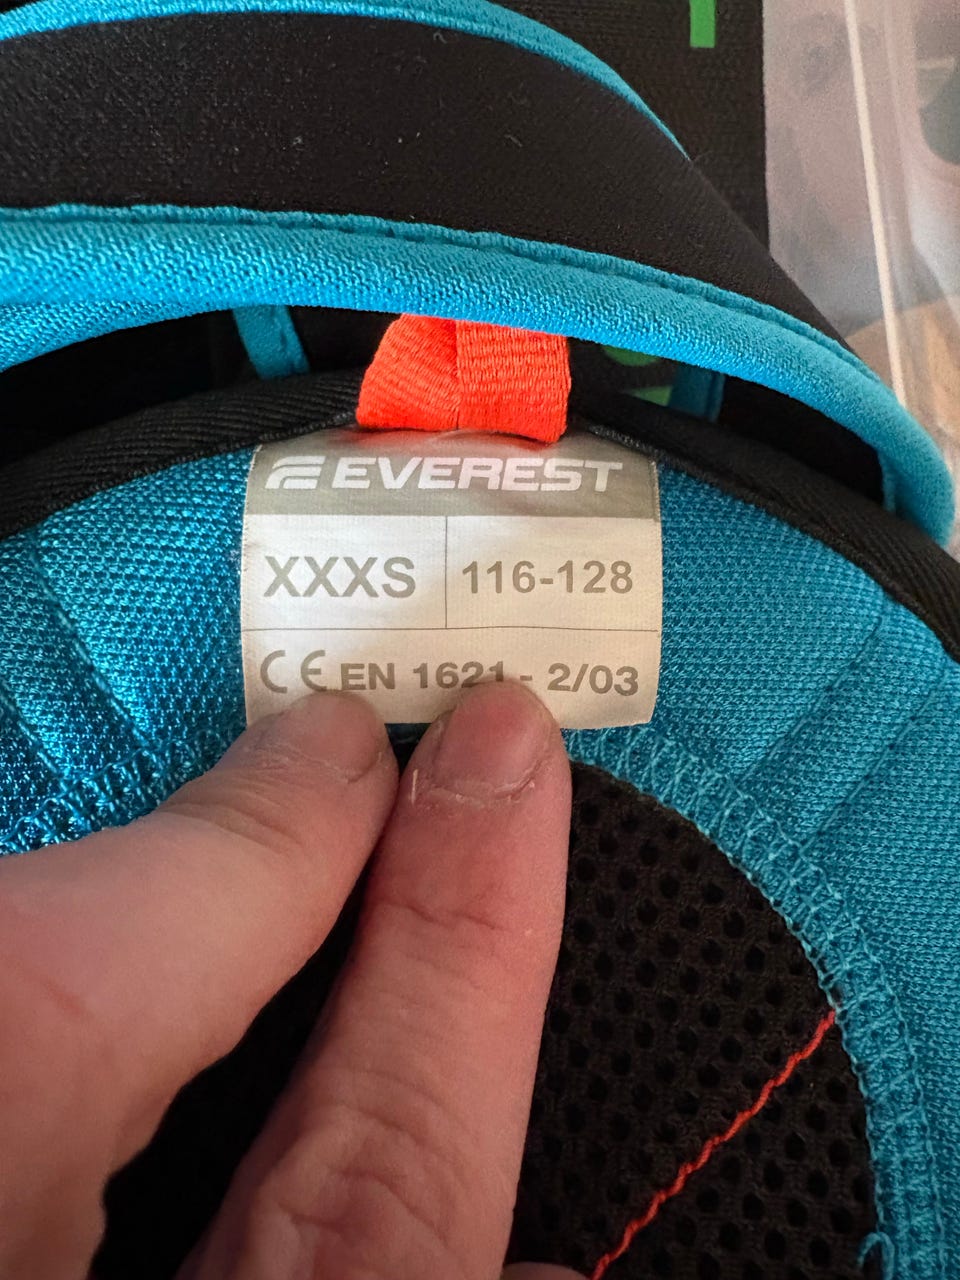 EVEREST
XXXS 116-128
CE EN 1621 - 2/03